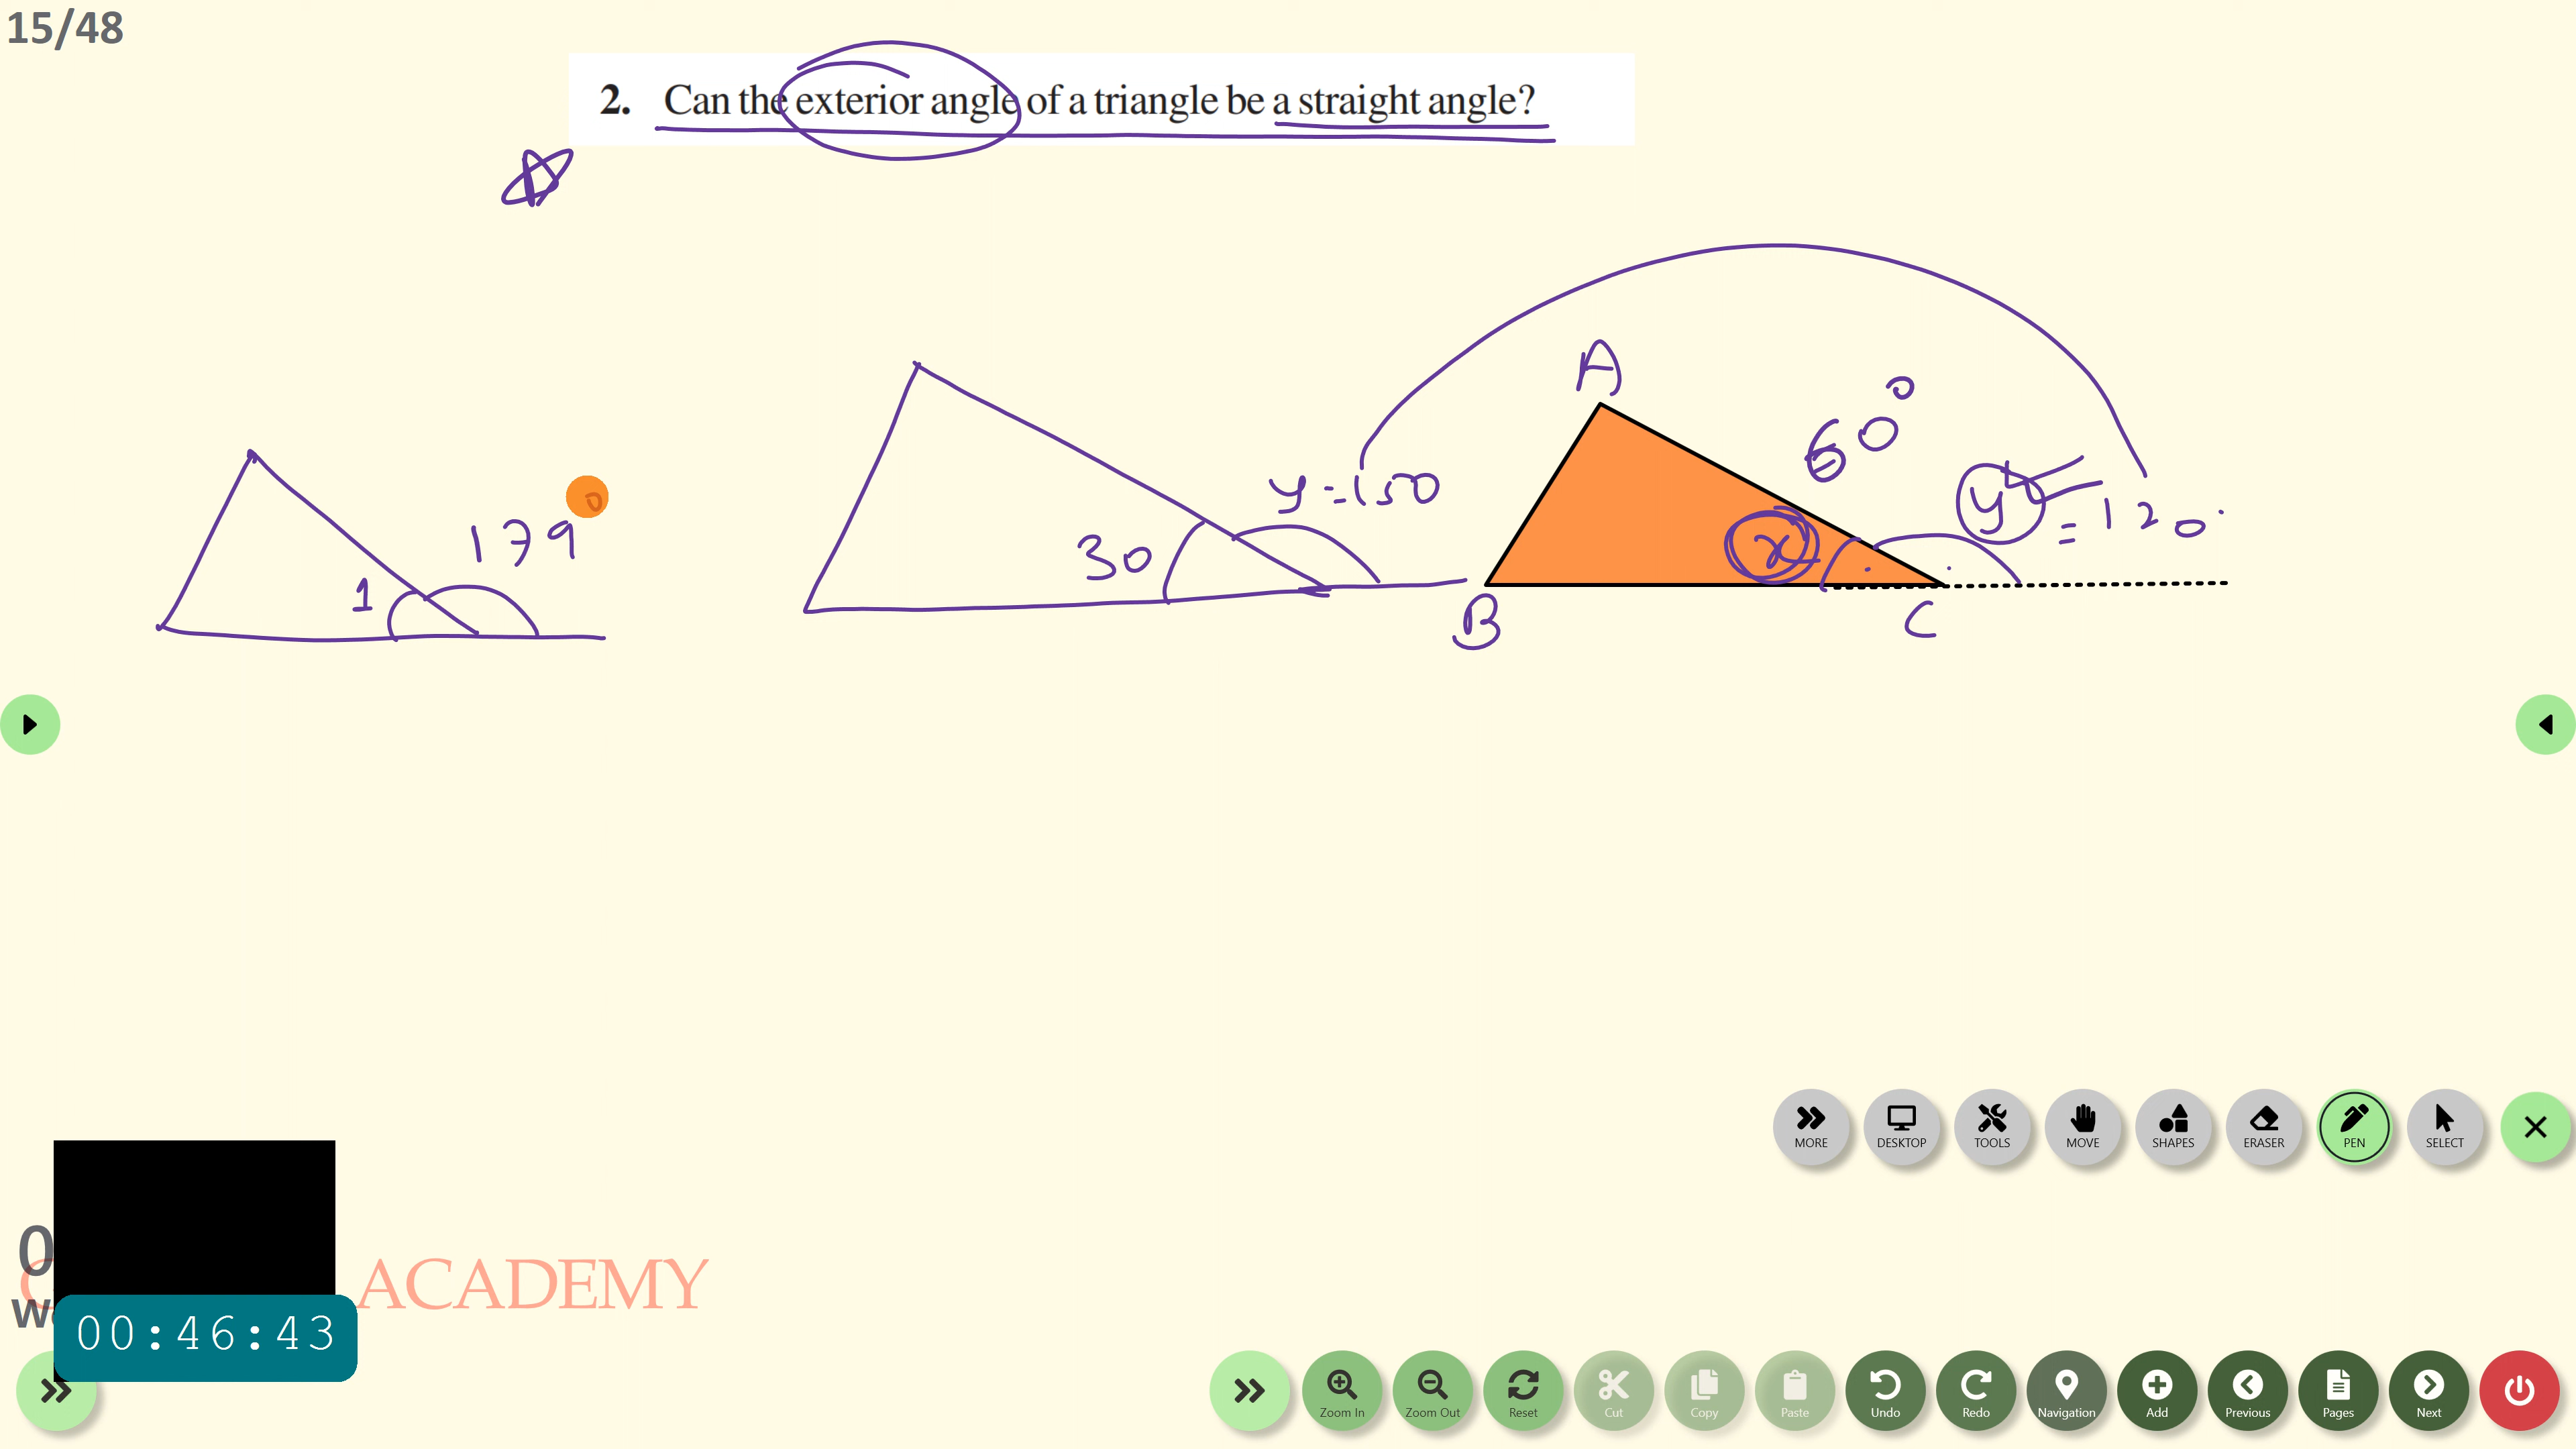 15/48
2. Can the exterior angle of a triangle be a straight angle?
A
60°
y = 150
y = 120
179°
30
x
1
B
C
MORE
DESKTOP
TOOLS
MOVE
SHAPES
ERASER
PEN
SELECT
ACADEMY
00:46:43
Zoom In
Zoom Out
Reset
Cut
Copy
Paste
Undo
Redo
Navigation
Add
Previous
Pages
Next